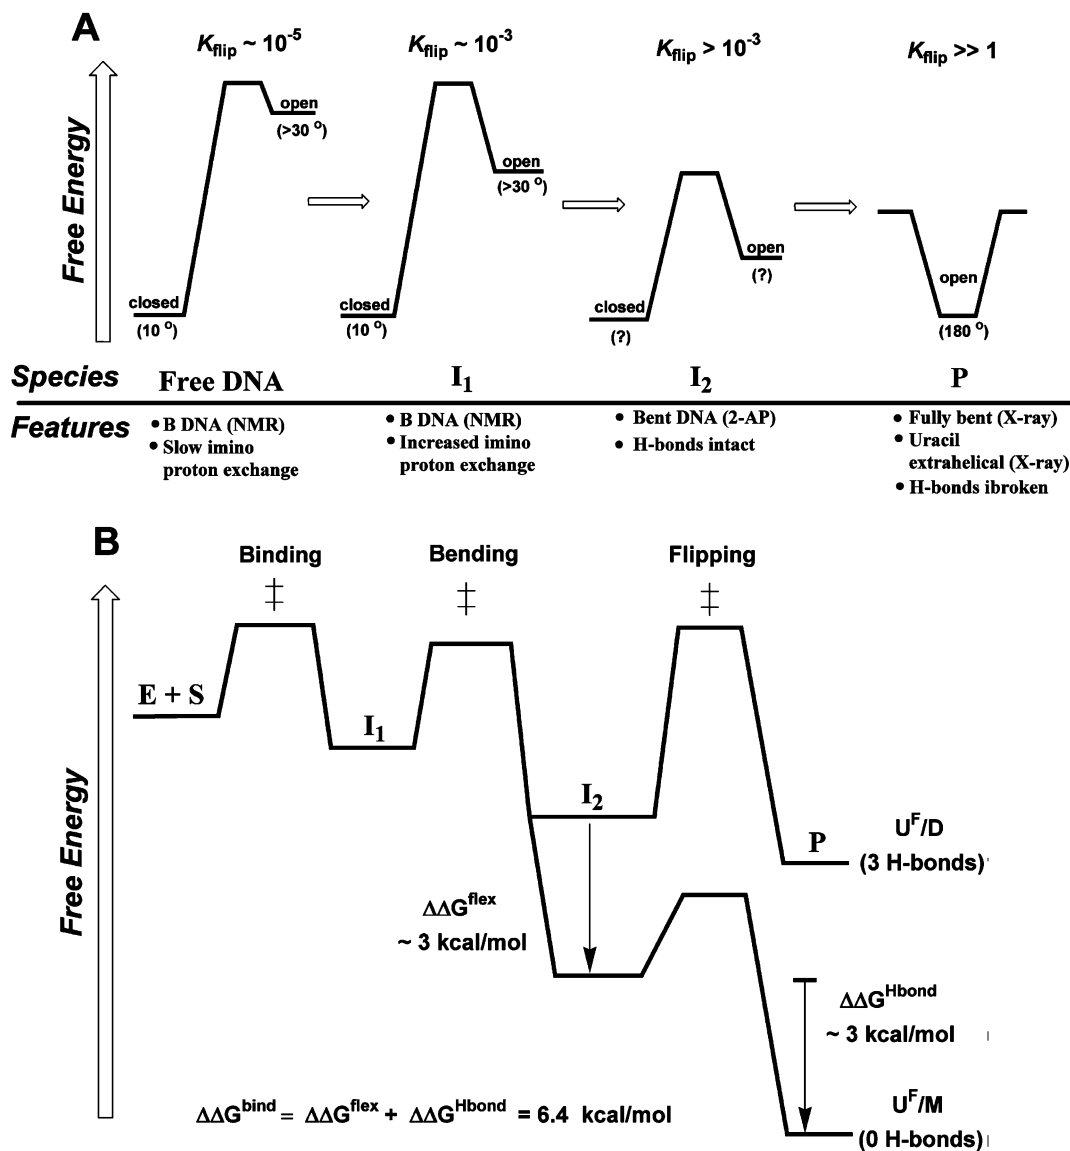 A
K_flip ~ 10^-5
K_flip ~ 10^-3
K_flip > 10^-3
K_flip >> 1
Free Energy
open
(>30 °)
closed
(10 °)
open
(>30 °)
closed
(10 °)
open
(?)
closed
(?)
open
(180 °)
Species
Free DNA
I₁
I₂
P
Features
• B DNA (NMR)
• Slow imino
proton exchange
• B DNA (NMR)
• Increased imino
proton exchange
• Bent DNA (2-AP)
• H-bonds intact
• Fully bent (X-ray)
• Uracil
extrahelical (X-ray)
• H-bonds ibroken
B
Free Energy
Binding
‡
Bending
‡
Flipping
‡
E + S
I₁
I₂
P
U^F/D
(3 H-bonds)
ΔΔG^flex
~ 3 kcal/mol
ΔΔG^Hbond
~ 3 kcal/mol
U^F/M
(0 H-bonds)
ΔΔG^bind = ΔΔG^flex + ΔΔG^Hbond = 6.4 kcal/mol